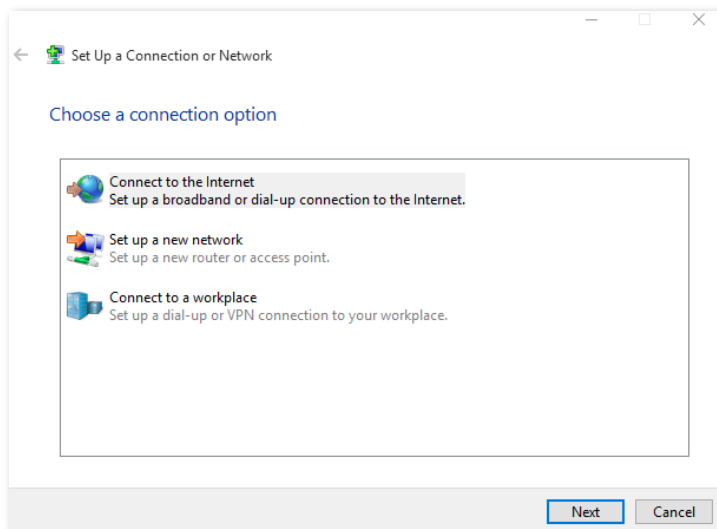 Set Up a Connection or Network
Choose a connection option
Connect to the Internet
Set up a broadband or dial-up connection to the Internet.
Set up a new network
Set up a new router or access point.
Connect to a workplace
Set up a dial-up or VPN connection to your workplace.
Next
Cancel